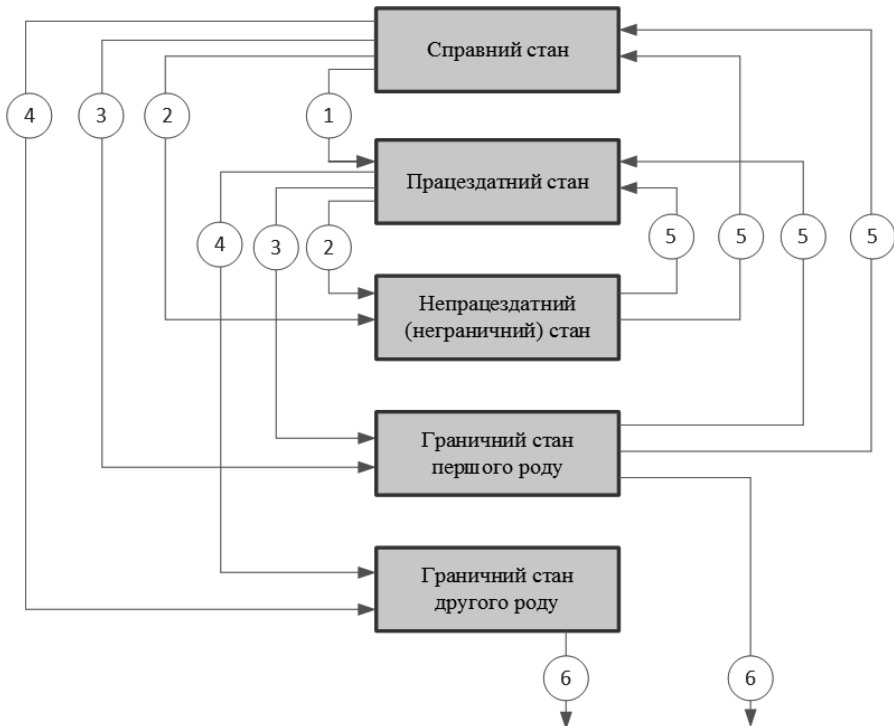 Справний стан
4
3
2
1
Працездатний стан
4
3
2
5
5
5
5
Непрацездатний
(неграничний) стан
Граничний стан
першого роду
Граничний стан
другого роду
6
6